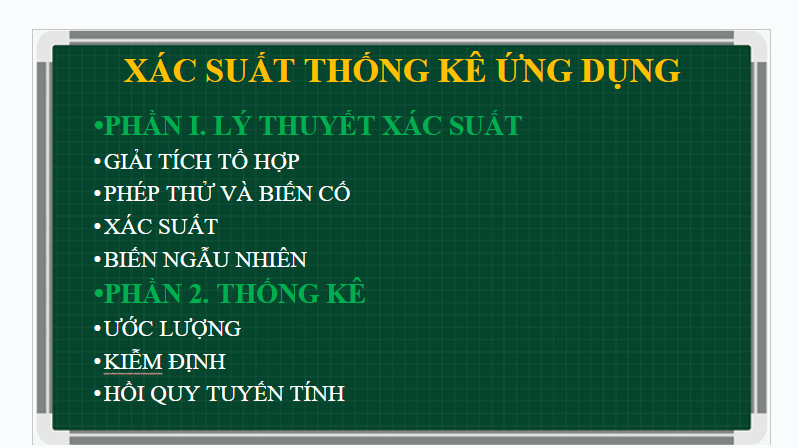 XÁC SUẤT THỐNG KÊ ỨNG DỤNG
•PHẦN I. LÝ THUYẾT XÁC SUẤT
•GIẢI TÍCH TỔ HỢP
•PHÉP THỬ VÀ BIẾN CỐ
•XÁC SUẤT
•BIẾN NGẪU NHIÊN
•PHẦN 2. THỐNG KÊ
•ƯỚC LƯỢNG
•KIỄM ĐỊNH
•HỒI QUY TUYẾN TÍNH